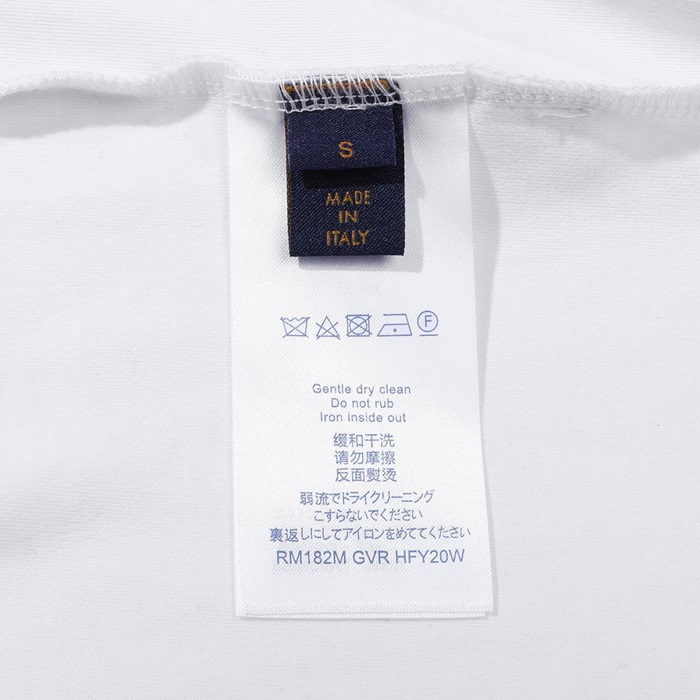 S
MADE
IN
ITALY
F
Gentle dry clean
Do not rub
Iron inside out
缓和干洗
请勿摩擦
反面熨烫
弱流でドライクリーニング
こすらないでください
裏返しにしてアイロンをめててください
RM182M GVR HFY20W